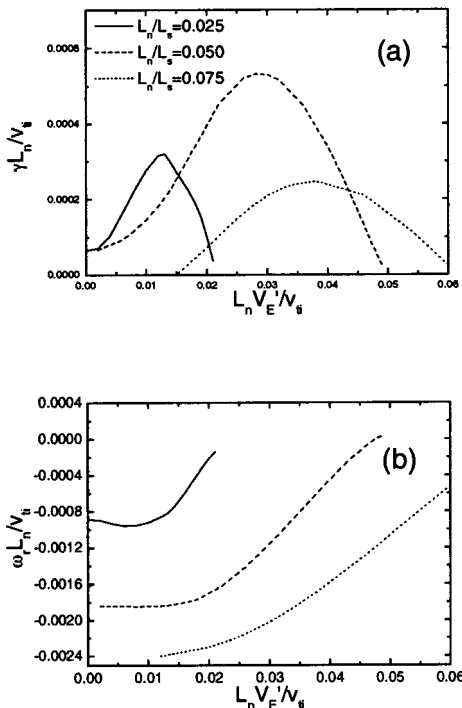 0.0006
L_n/L_s=0.025
L_n/L_s=0.050
L_n/L_s=0.075
(a)
0.0004
γL_n/v_ti
0.0002
0.0000
0.00 0.01 0.02 0.03 0.04 0.05 0.06
L_nV_E'/v_ti
0.0004
0.0000
(b)
-0.0004
-0.0008
ω_rL_n/v_ti
-0.0012
-0.0016
-0.0020
-0.0024
0.00 0.01 0.02 0.03 0.04 0.05 0.06
L_nV_E'/v_ti